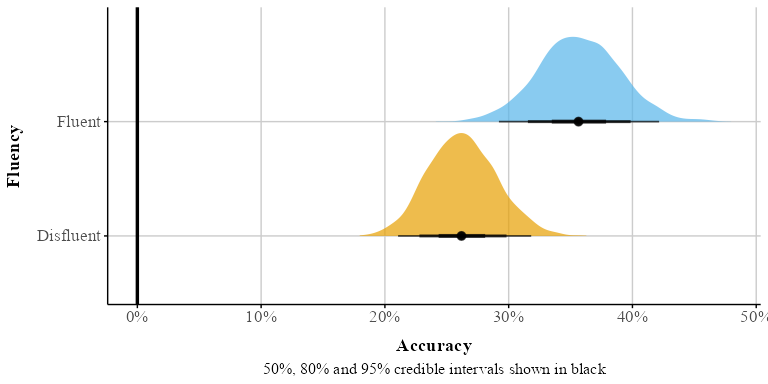 Fluency
Fluent
Disfluent
0% 10% 20% 30% 40% 50%
Accuracy
50%, 80% and 95% credible intervals shown in black